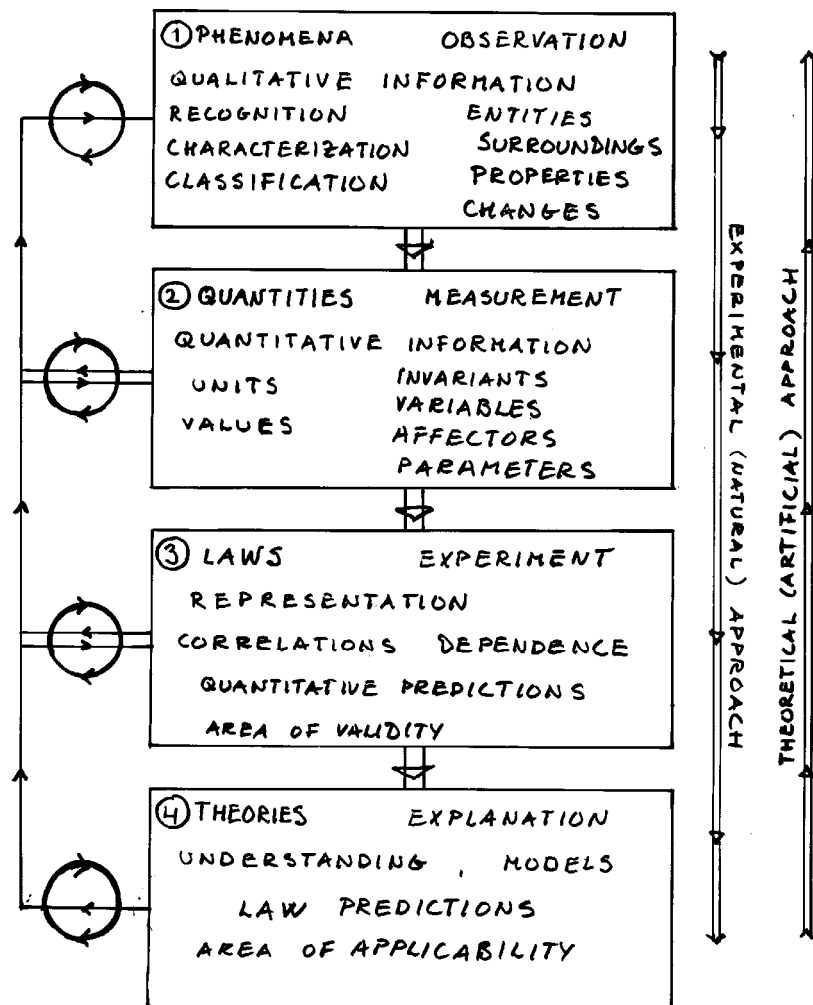 ① PHENOMENA OBSERVATION
QUALITATIVE INFORMATION
RECOGNITION ENTITIES
CHARACTERIZATION SURROUNDINGS
CLASSIFICATION PROPERTIES
CHANGES
② QUANTITIES MEASUREMENT
QUANTITATIVE INFORMATION
UNITS INVARIANTS
VALUES VARIABLES
AFFECTORS
PARAMETERS
③ LAWS EXPERIMENT
REPRESENTATION
CORRELATIONS DEPENDENCE
QUANTITATIVE PREDICTIONS
AREA OF VALIDITY
④ THEORIES EXPLANATION
UNDERSTANDING , MODELS
LAW PREDICTIONS
AREA OF APPLICABILITY
EXPERIMENTAL (NATURAL) APPROACH
THEORETICAL (ARTIFICIAL) APPROACH